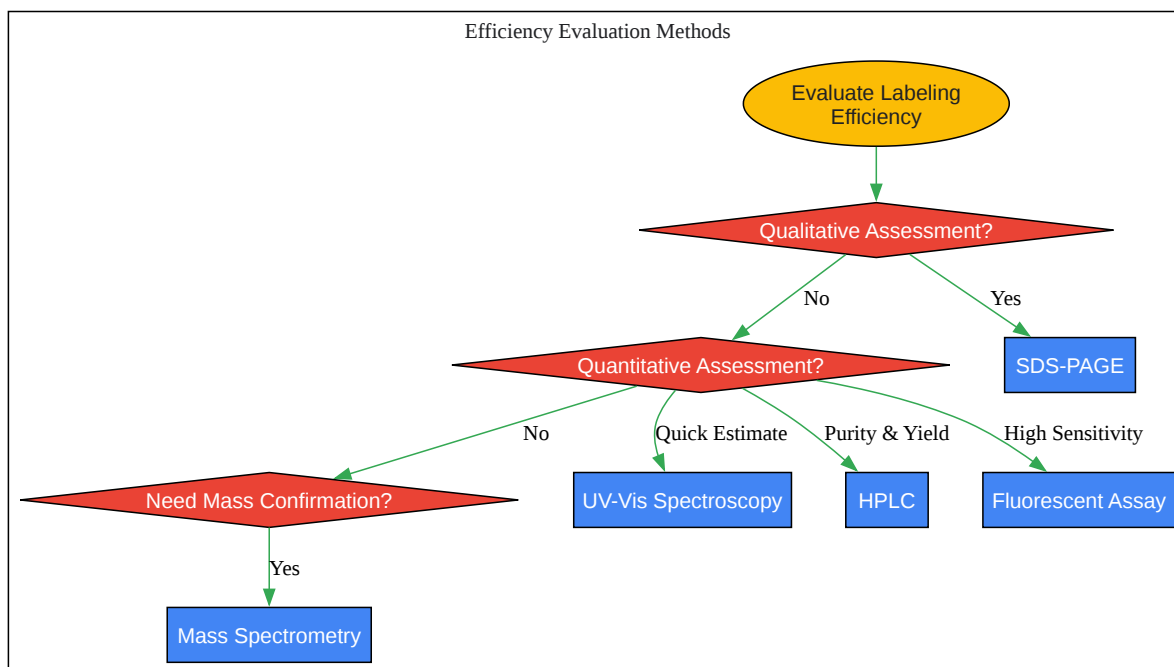 Efficiency Evaluation Methods
Evaluate Labeling
Efficiency
Qualitative Assessment?
No
Yes
Quantitative Assessment?
SDS-PAGE
No
Quick Estimate
Purity & Yield
High Sensitivity
Need Mass Confirmation?
UV-Vis Spectroscopy
HPLC
Fluorescent Assay
Yes
Mass Spectrometry